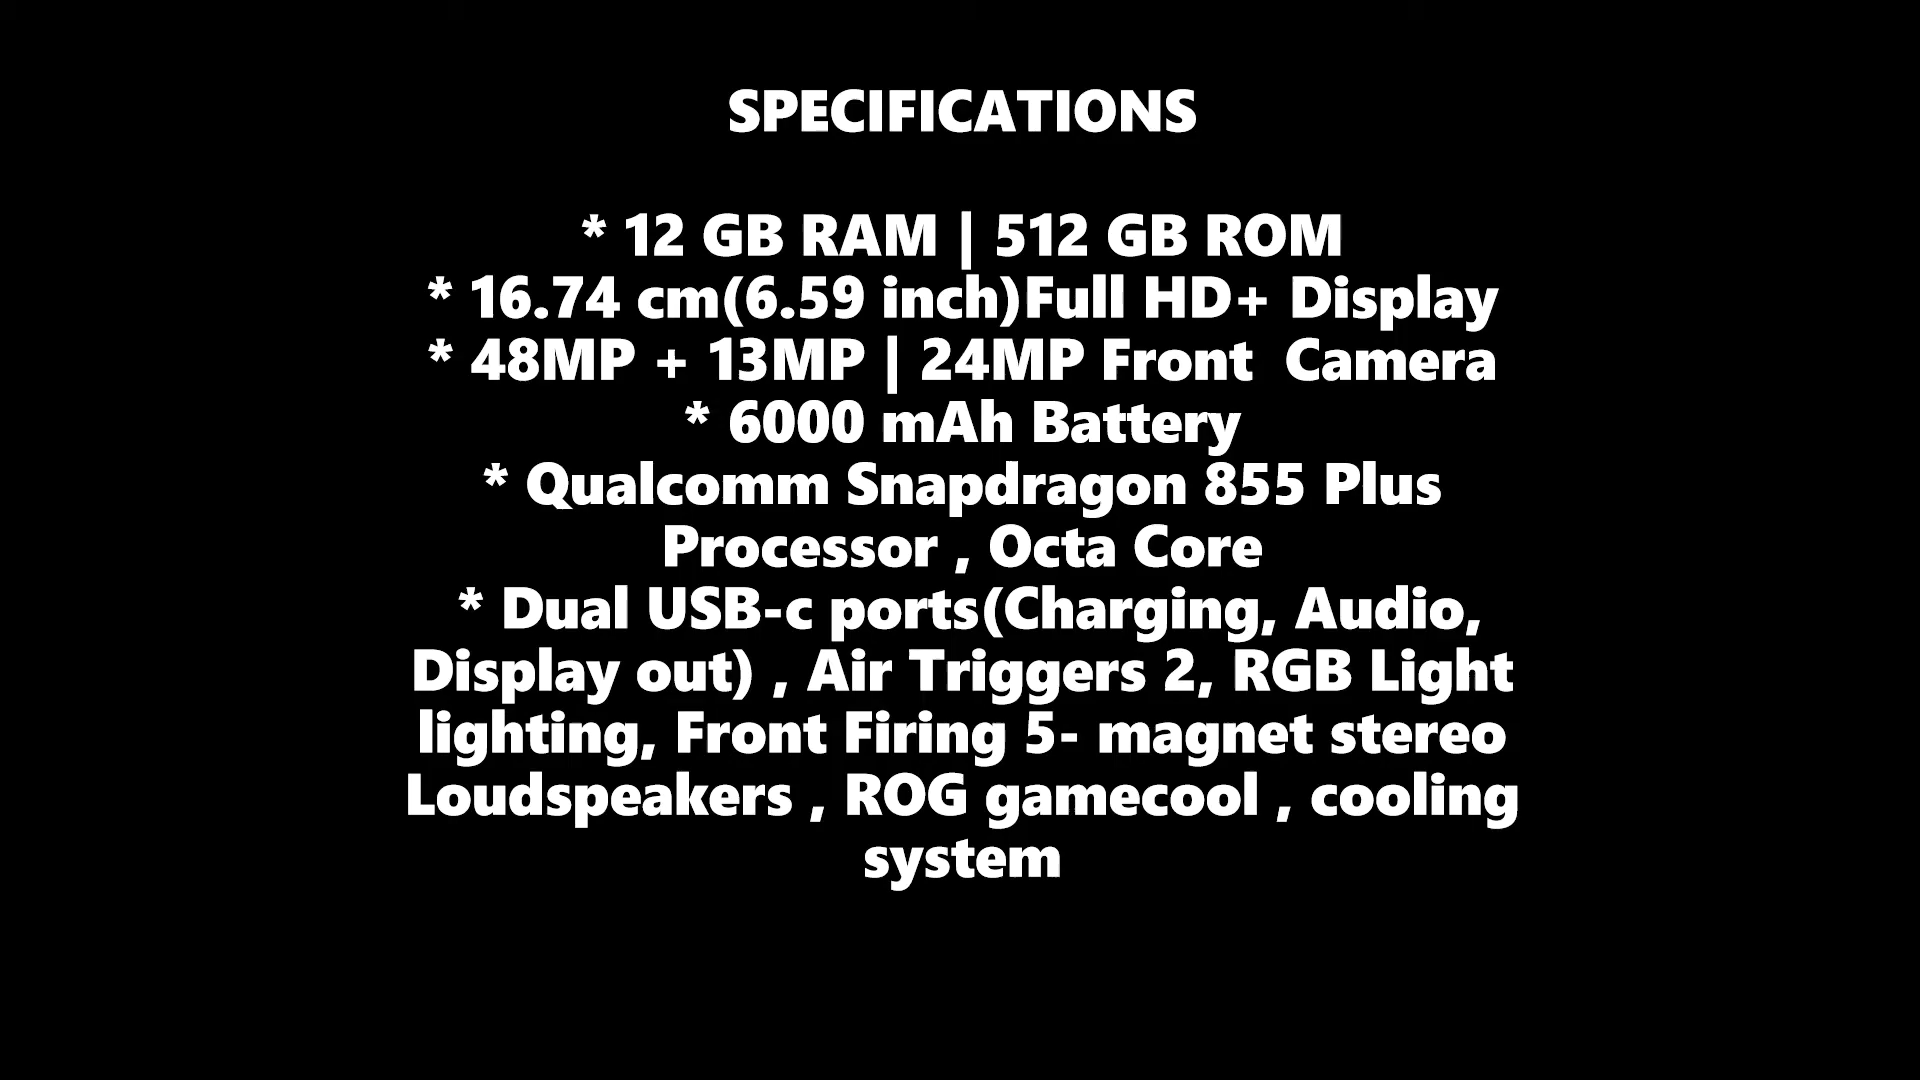 SPECIFICATIONS
* 12 GB RAM | 512 GB ROM
* 16.74 cm(6.59 inch)Full HD+ Display
* 48MP + 13MP | 24MP Front  Camera
* 6000 mAh Battery
* Qualcomm Snapdragon 855 Plus
Processor , Octa Core
* Dual USB-c ports(Charging, Audio,
Display out) , Air Triggers 2, RGB Light
lighting, Front Firing 5- magnet stereo
Loudspeakers , ROG gamecool , cooling
system